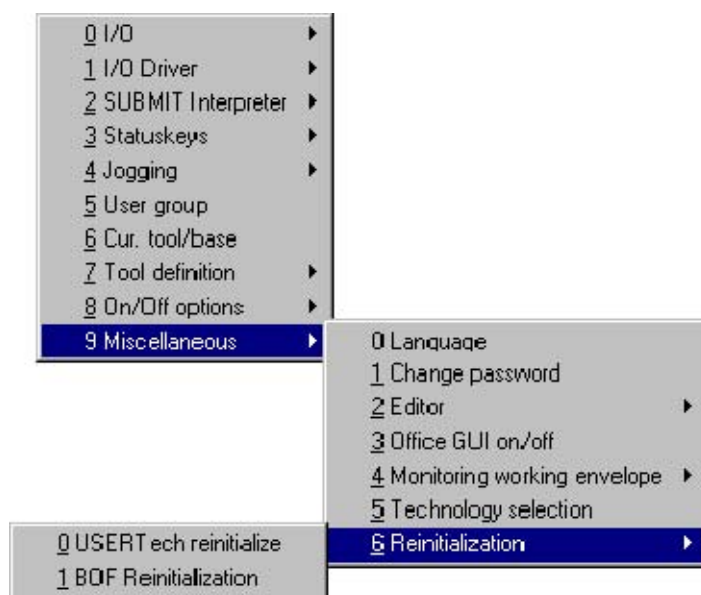 0 I/O
1 I/O Driver
2 SUBMIT Interpreter
3 Statuskeys
4 Jogging
5 User group
6 Cur. tool/base
7 Tool definition
8 On/Off options
9 Miscellaneous
0 Language
1 Change password
2 Editor
3 Office GUI on/off
4 Monitoring working envelope
5 Technology selection
6 Reinitialization
0 USERTech reinitialize
1 BOF Reinitialization